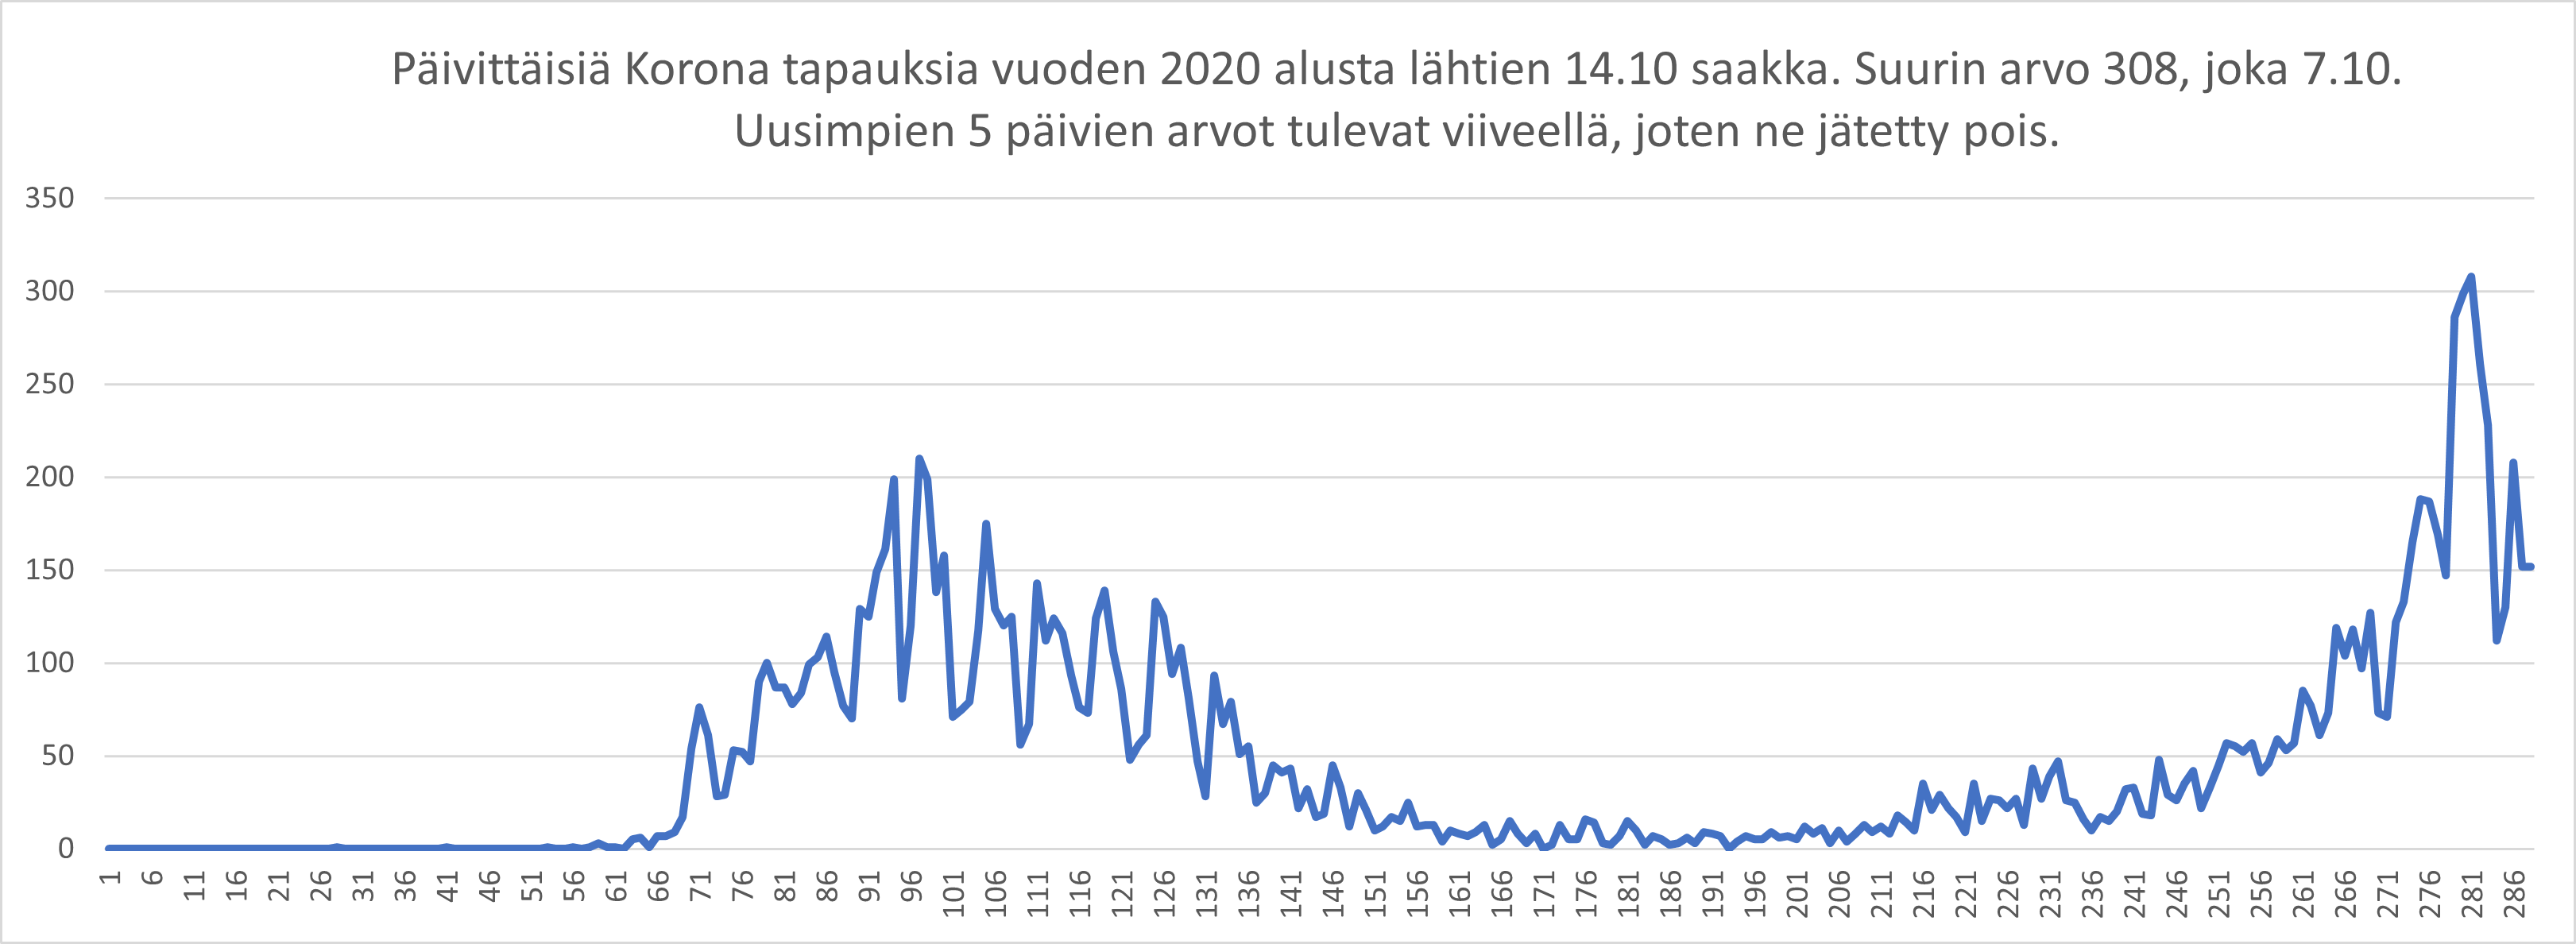 Päivittäisiä Korona tapauksia vuoden 2020 alusta lähtien 14.10 saakka. Suurin arvo 308, joka 7.10.
Uusimpien 5 päivien arvot tulevat viiveellä, joten ne jätetty pois.
350
300
250
200
150
100
50
0
1 6 11 16 21 26 31 36 41 46 51 56 61 66 71 76 81 86 91 96 101 106 111 116 121 126 131 136 141 146 151 156 161 166 171 176 181 186 191 196 201 206 211 216 221 226 231 236 241 246 251 256 261 266 271 276 281 286